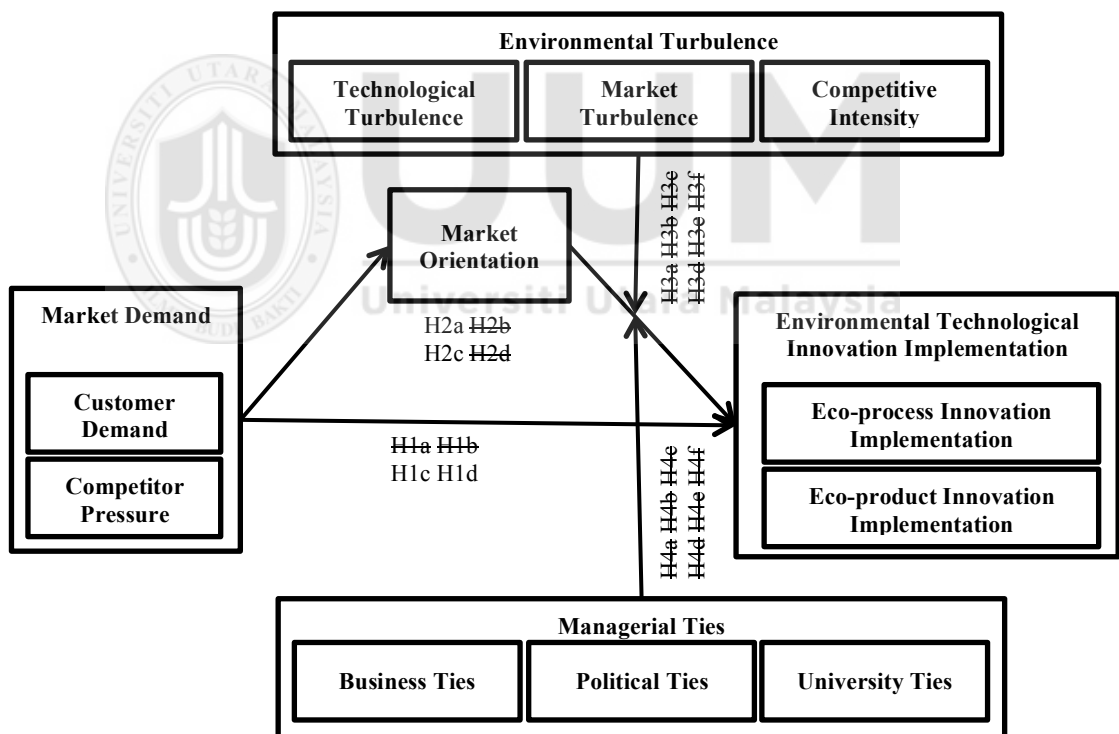 Environmental Turbulence
Technological
Turbulence
Market
Turbulence
Competitive
Intensity
UNIVERSITI UTARA MALAYSIA
ILMU BUDI BAKTI
UUM
Universiti Utara Malaysia
Market
Orientation
H3a H3b H3c
H3d H3e H3f
Market Demand
Customer
Demand
Competitor
Pressure
H2a H2b
H2c H2d
H1a H1b
H1c H1d
Environmental Technological
Innovation Implementation
Eco-process Innovation
Implementation
Eco-product Innovation
Implementation
H4a H4b H4c
H4d H4e H4f
Managerial Ties
Business Ties
Political Ties
University Ties